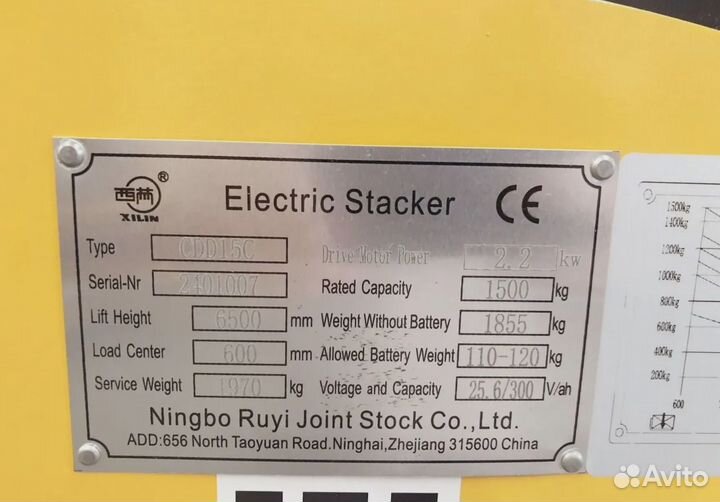 西林 ®
XILIN
Electric Stacker CE
Type CDD15C Drive Motor Power 2.2 kw
Serial-Nr 2401007 Rated Capacity 1500 kg
Lift Height 6500 mm Weight Without Battery 1855 kg
Load Center 600 mm Allowed Battery Weight 110-120 kg
Service Weight 1970 kg Voltage and Capacity 25.6/300 V/ah
Ningbo Ruyi Joint Stock Co.,Ltd.
ADD:656 North Taoyuan Road.Ninghai,Zhejiang 315600 China
1500kg
1400kg
1200kg
1000kg
800kg
600kg
400kg
200kg
600
Avito